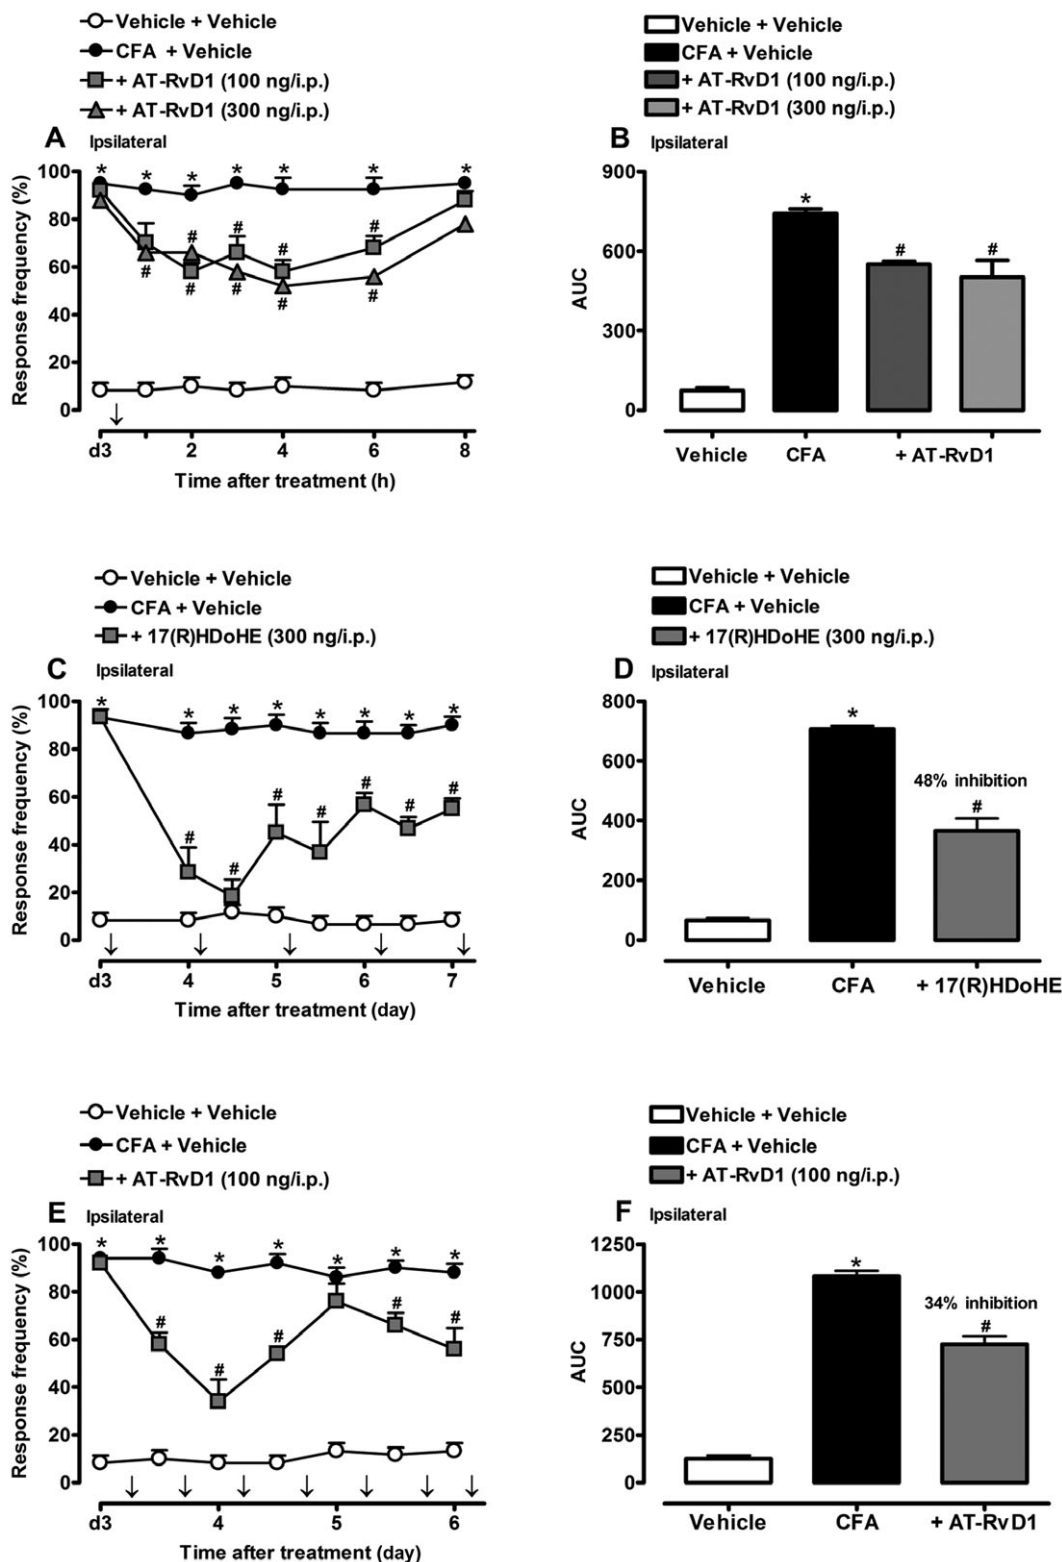 Vehicle + Vehicle
CFA + Vehicle
+ AT-RvD1 (100 ng/i.p.)
+ AT-RvD1 (300 ng/i.p.)
A Ipsilateral
Response frequency (%)
100
80
60
40
20
0
* * * * * * *
# # # #
# # # # #
↓
d3 2 4 6 8
Time after treatment (h)
Vehicle + Vehicle
CFA + Vehicle
+ AT-RvD1 (100 ng/i.p.)
+ AT-RvD1 (300 ng/i.p.)
B Ipsilateral
AUC
900
600
300
0
*
# #
Vehicle CFA + AT-RvD1
Vehicle + Vehicle
CFA + Vehicle
+ 17(R)HDoHE (300 ng/i.p.)
C Ipsilateral
Response frequency (%)
100
80
60
40
20
0
* * * * * * * *
# # # # # # #
↓ ↓ ↓ ↓ ↓
d3 4 5 6 7
Time after treatment (day)
Vehicle + Vehicle
CFA + Vehicle
+ 17(R)HDoHE (300 ng/i.p.)
D Ipsilateral
AUC
800
600
400
200
0
*
48% inhibition
#
Vehicle CFA + 17(R)HDoHE
Vehicle + Vehicle
CFA + Vehicle
+ AT-RvD1 (100 ng/i.p.)
E Ipsilateral
Response frequency (%)
100
80
60
40
20
0
* * * * * * *
# # # # #
↓ ↓ ↓ ↓ ↓ ↓ ↓
d3 4 5 6
Time after treatment (day)
Vehicle + Vehicle
CFA + Vehicle
+ AT-RvD1 (100 ng/i.p.)
F Ipsilateral
AUC
1250
1000
750
500
250
0
*
34% inhibition
#
Vehicle CFA + AT-RvD1